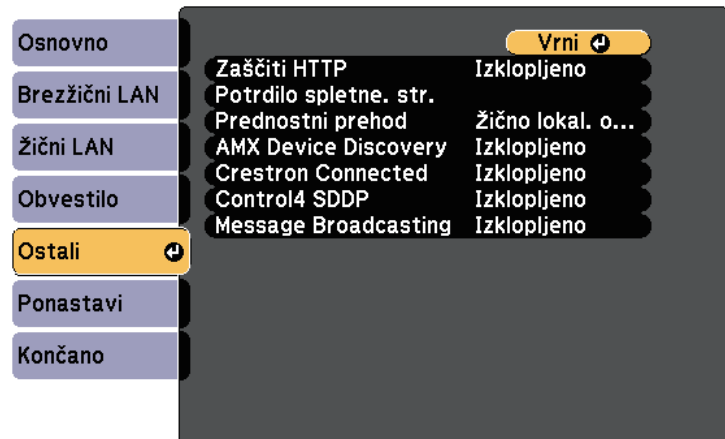 Osnovno
Brezžični LAN
Žični LAN
Obvestilo
Ostali
Ponastavi
Končano
Vrni
Zaščiti HTTP Izklopljeno
Potrdilo spletne. str.
Prednostni prehod Žično lokal. o...
AMX Device Discovery Izklopljeno
Crestron Connected Izklopljeno
Control4 SDDP Izklopljeno
Message Broadcasting Izklopljeno